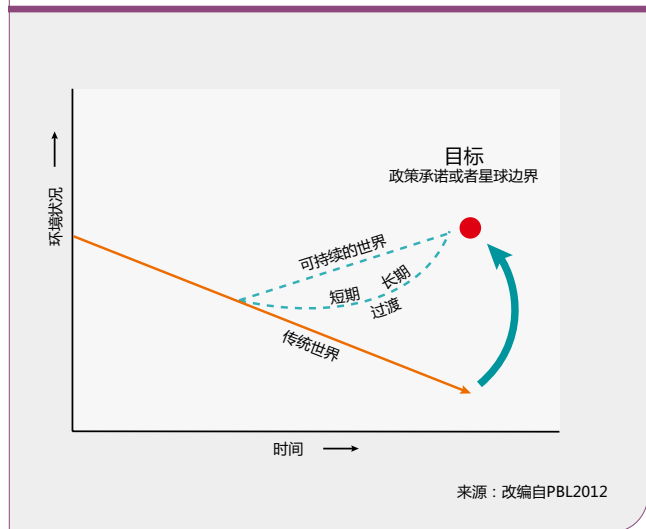 目标
政策承诺或者星球边界
环境状况
可持续的世界
长期
短期
过渡
传统世界
时间
来源：改编自PBL2012